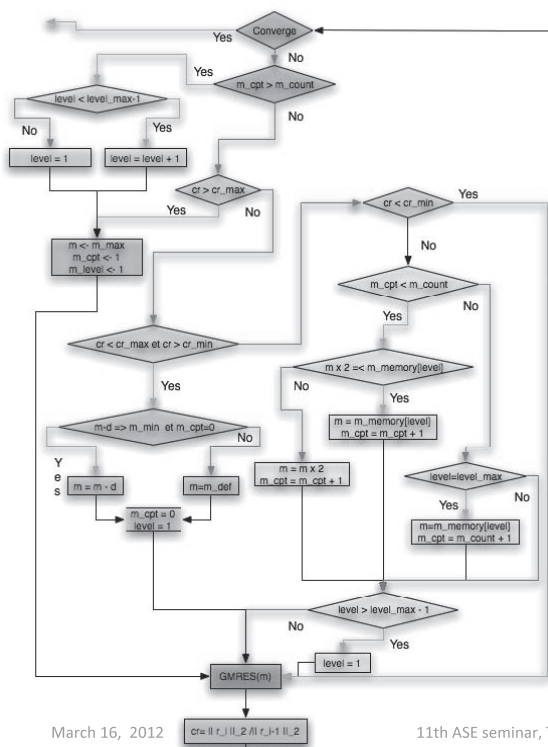 Converge
Yes
No
Yes
m_cpt > m_count
level < level_max-1
No
No
Yes
level = 1
level = level + 1
cr > cr_max
cr < cr_min
Yes
Yes
No
No
m <- m_max
m_cpt <- 1
m_level <- 1
m_cpt < m_count
No
Yes
cr < cr_max et cr > cr_min
m x 2 =< m_memory[level]
Yes
No
Yes
m-d => m_min et m_cpt=0
m = m_memory[level]
m_cpt = m_cpt + 1
Yes
No
m = m - d
m=m_def
m = m x 2
m_cpt = m_cpt + 1
level=level_max
No
Yes
m_cpt = 0
level = 1
m=m_memory[level]
m_cpt = m_count + 1
level > level_max - 1
No
Yes
level = 1
GMRES(m)
cr= || r_i ||_2 /|| r_i-1 ||_2
March 16, 2012
11th ASE seminar,